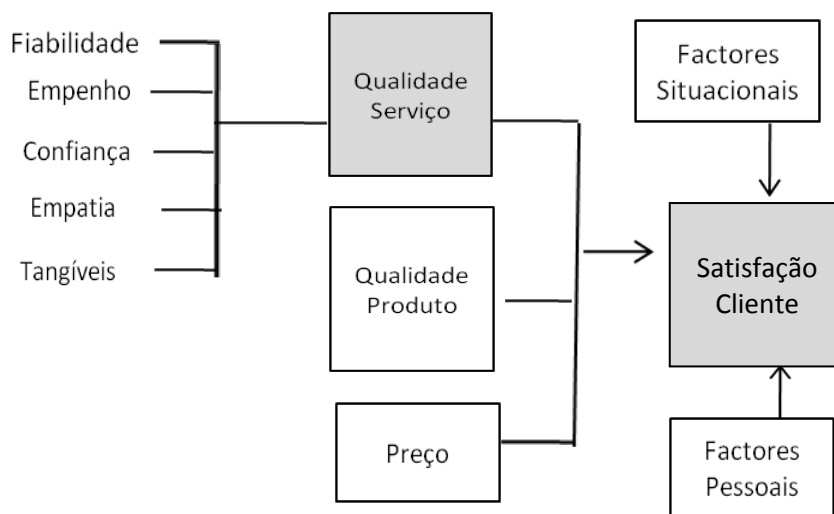 Fiabilidade
Empenho
Confiança
Empatia
Tangíveis
Qualidade
Serviço
Qualidade
Produto
Preço
Factores
Situacionais
Satisfação
Cliente
Factores
Pessoais